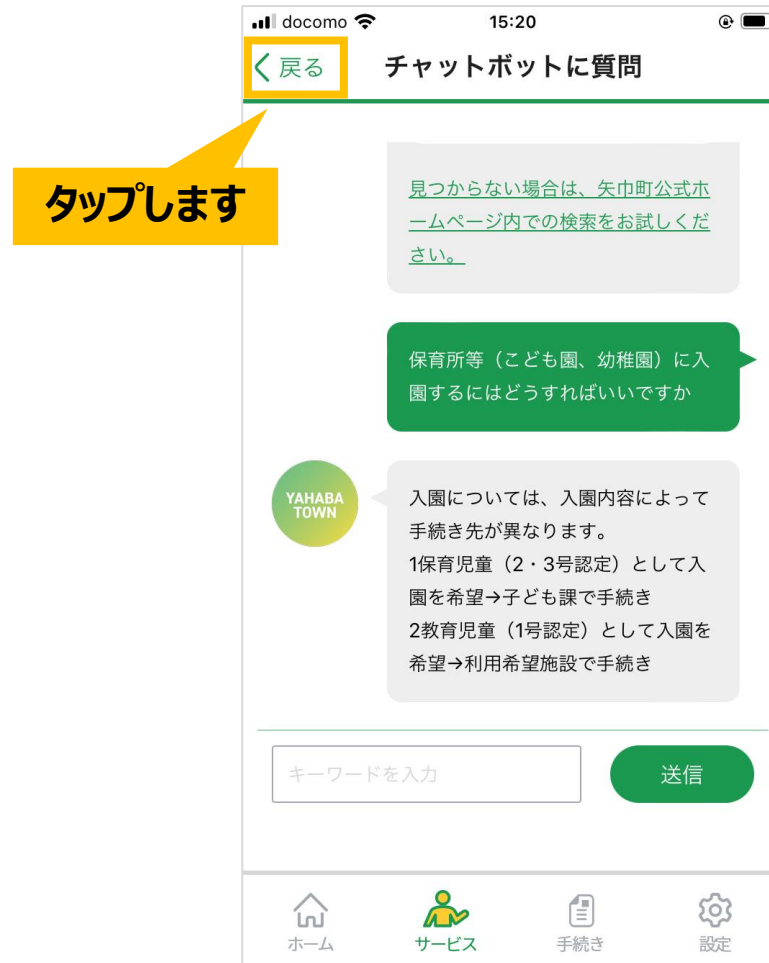 docomo 15:20
戻る チャットボットに質問
タップします
見つからない場合は、矢巾町公式ホ
ームページ内での検索をお試しくだ
さい。
保育所等（こども園、幼稚園）に入
園するにはどうすればいいですか
YAHABA
TOWN
入園については、入園内容によって
手続き先が異なります。
1保育児童（2・3号認定）として入
園を希望→子ども課で手続き
2教育児童（1号認定）として入園を
希望→利用希望施設で手続き
キーワードを入力 送信
ホーム サービス 手続き 設定